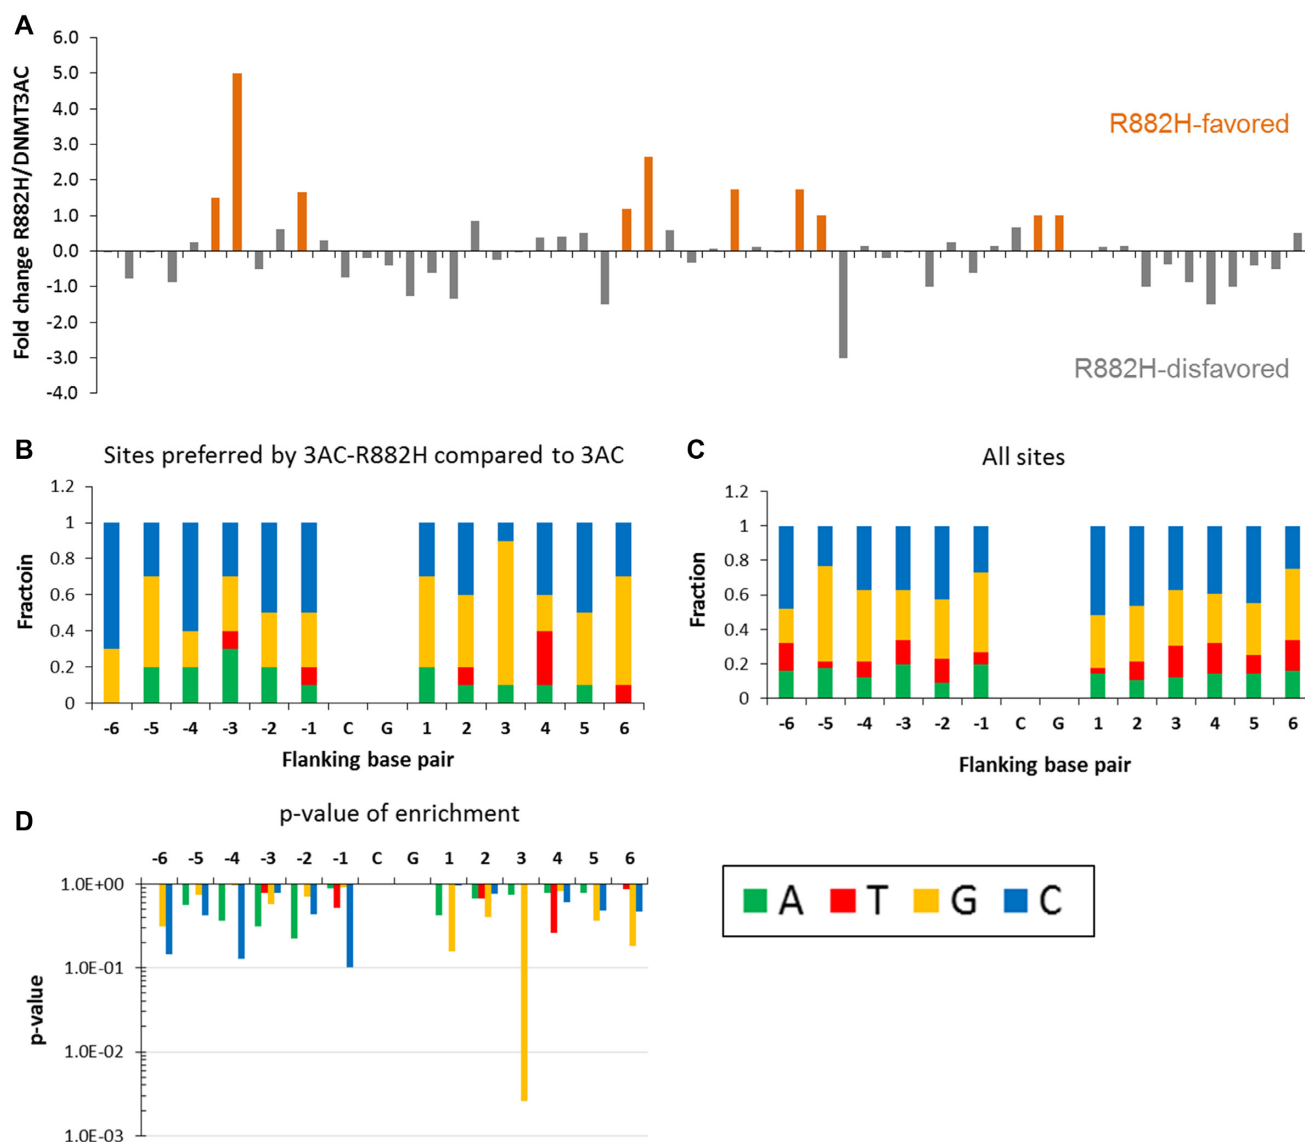 A
Fold change R882H/DNMT3AC
6.0
5.0
4.0
3.0
2.0
1.0
0.0
-1.0
-2.0
-3.0
-4.0
R882H-favored
R882H-disfavored
B
Sites preferred by 3AC-R882H compared to 3AC
Fractoin
1.2
1
0.8
0.6
0.4
0.2
0
-6 -5 -4 -3 -2 -1 C G 1 2 3 4 5 6
Flanking base pair
C
All sites
Fraction
1.2
1
0.8
0.6
0.4
0.2
0
-6 -5 -4 -3 -2 -1 C G 1 2 3 4 5 6
Flanking base pair
D
p-value of enrichment
-6 -5 -4 -3 -2 -1 C G 1 2 3 4 5 6
p-value
1.0E+00
1.0E-01
1.0E-02
1.0E-03
A T G C